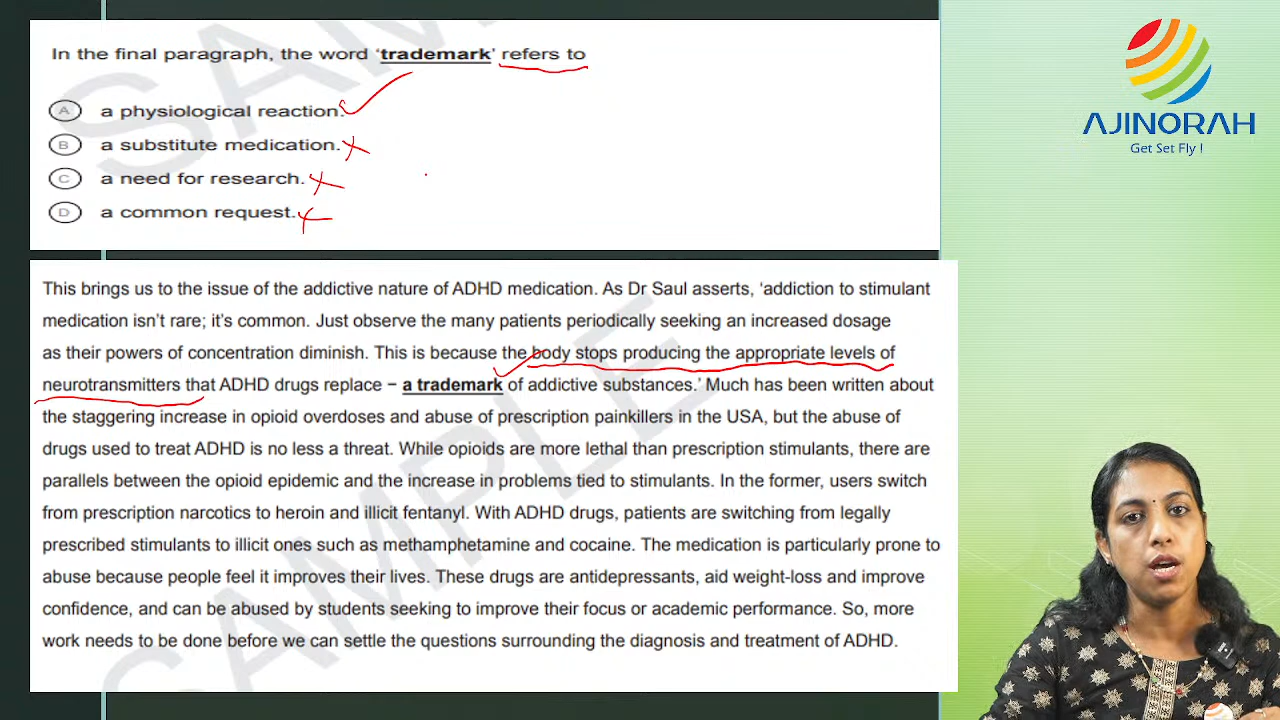 In the final paragraph, the word ‘trademark’ refers to
A a physiological reaction.
B a substitute medication.
C a need for research.
D a common request.
AJINORAH
Get Set Fly !
This brings us to the issue of the addictive nature of ADHD medication. As Dr Saul asserts, ‘addiction to stimulant
medication isn’t rare; it’s common. Just observe the many patients periodically seeking an increased dosage
as their powers of concentration diminish. This is because the body stops producing the appropriate levels of
neurotransmitters that ADHD drugs replace − a trademark of addictive substances.’ Much has been written about
the staggering increase in opioid overdoses and abuse of prescription painkillers in the USA, but the abuse of
drugs used to treat ADHD is no less a threat. While opioids are more lethal than prescription stimulants, there are
parallels between the opioid epidemic and the increase in problems tied to stimulants. In the former, users switch
from prescription narcotics to heroin and illicit fentanyl. With ADHD drugs, patients are switching from legally
prescribed stimulants to illicit ones such as methamphetamine and cocaine. The medication is particularly prone to
abuse because people feel it improves their lives. These drugs are antidepressants, aid weight-loss and improve
confidence, and can be abused by students seeking to improve their focus or academic performance. So, more
work needs to be done before we can settle the questions surrounding the diagnosis and treatment of ADHD.
SAMPLE